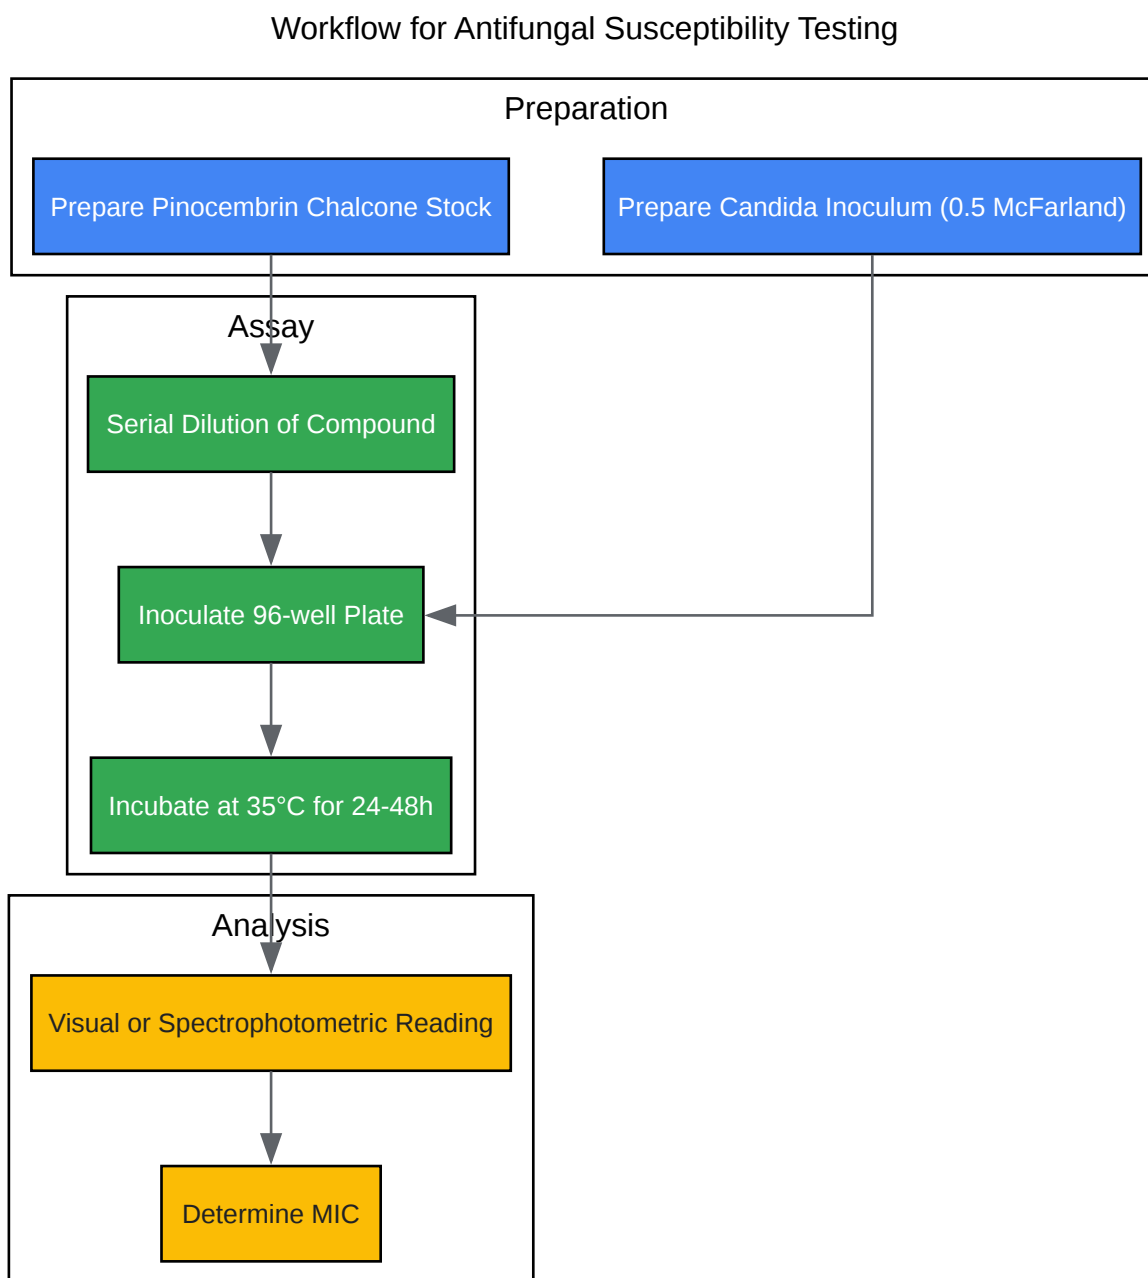 Workflow for Antifungal Susceptibility Testing
Preparation
Prepare Pinocembrin Chalcone Stock
Prepare Candida Inoculum (0.5 McFarland)
Assay
Serial Dilution of Compound
Inoculate 96-well Plate
Incubate at 35°C for 24-48h
Analysis
Visual or Spectrophotometric Reading
Determine MIC